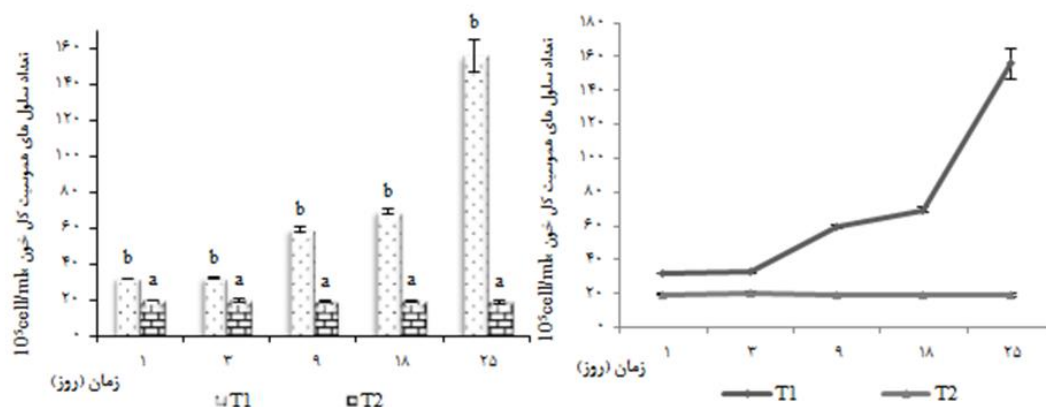 تعداد سلول های هموسیت کل خون 10⁵cell/ml
۱۶۰
۱۴۰
۱۲۰
۱۰۰
۸۰
۶۰
۴۰
۲۰
۰
b
b
a
b
a
b
a
b
a
a
۱ ۳ ۹ ۱۸ ۲۵
زمان (روز)
T1 T2
تعداد سلول های هموسیت کل خون 10⁵cell/ml
۱۸۰
۱۶۰
۱۴۰
۱۲۰
۱۰۰
۸۰
۶۰
۴۰
۲۰
۰
۱ ۳ ۹ ۱۸ ۲۵
زمان (روز)
T1 T2